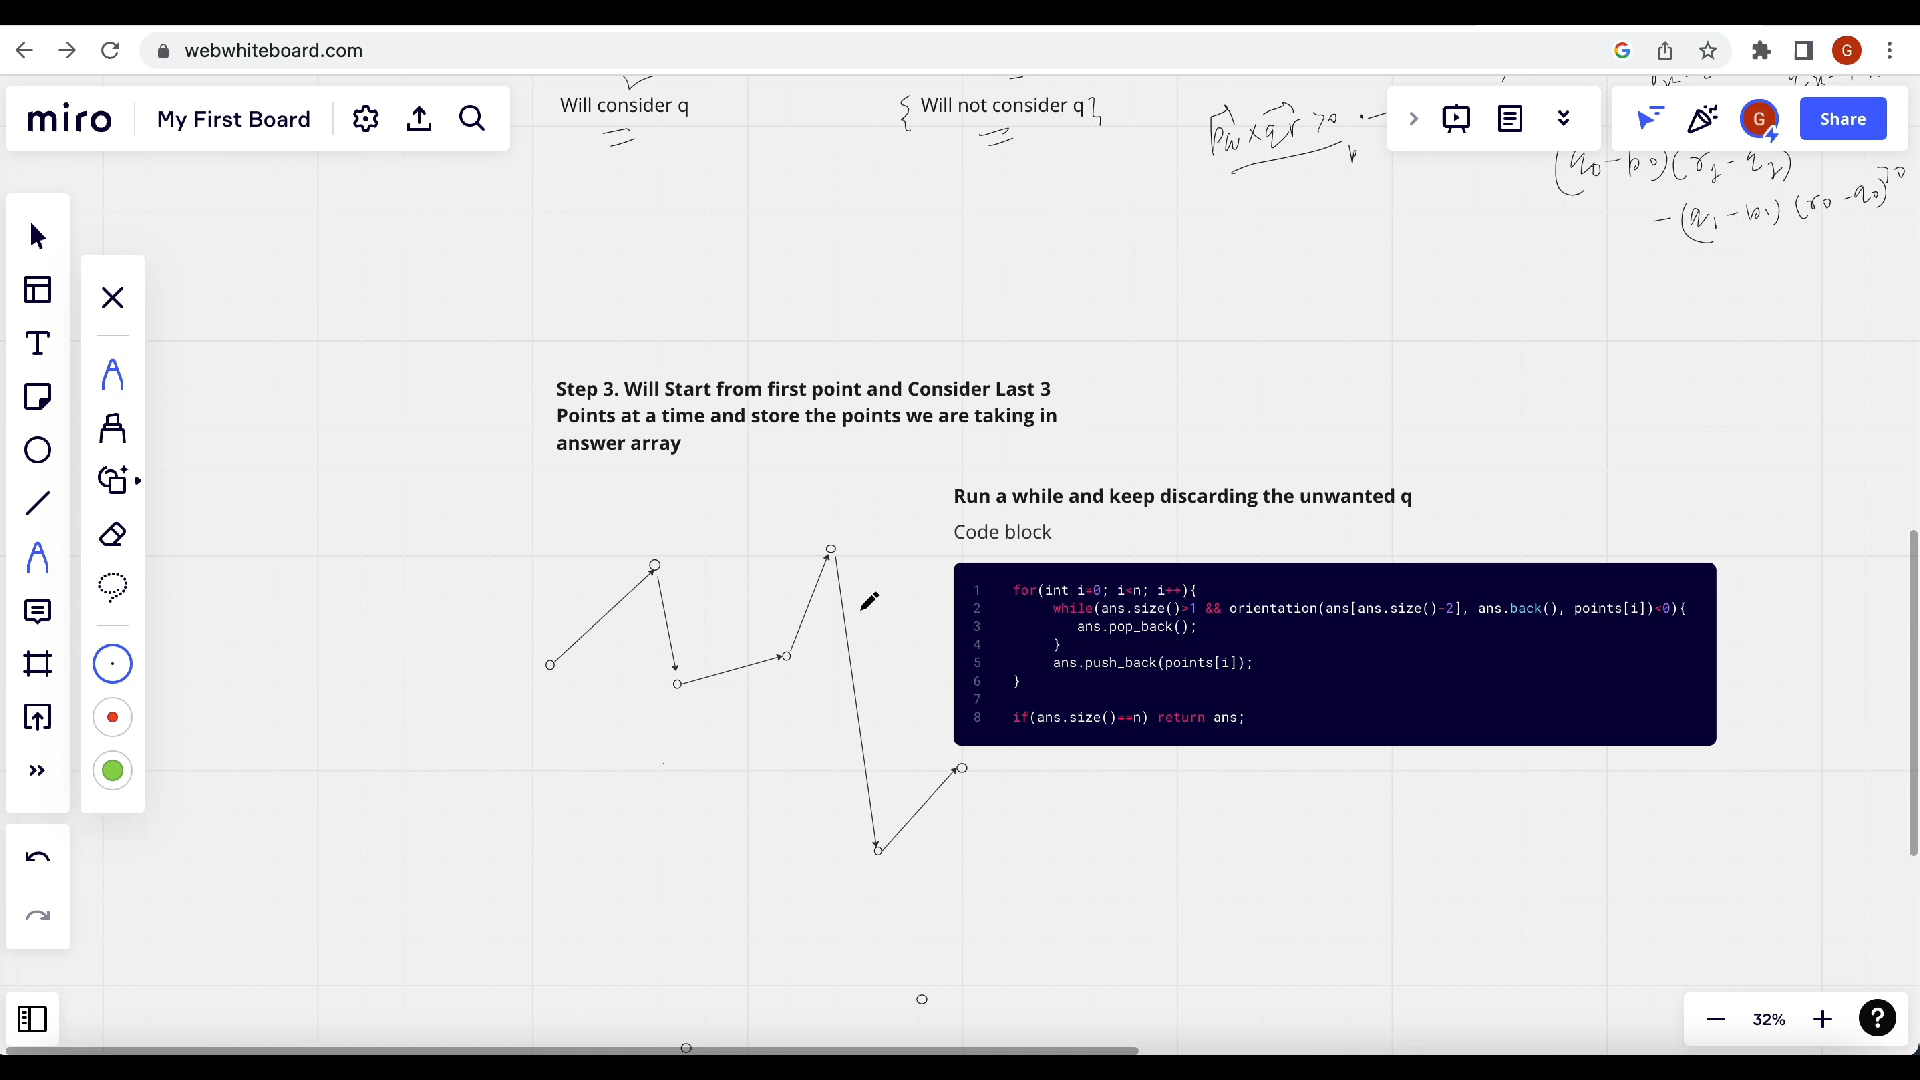 webwhiteboard.com
G
G
miro
My First Board
Will consider q
{ Will not consider q }
G
Share
Step 3. Will Start from first point and Consider Last 3
Points at a time and store the points we are taking in
answer array
Run a while and keep discarding the unwanted q
Code block
1 for(int i=0; i<n; i++){
2 while(ans.size()>1 && orientation(ans[ans.size()-2], ans.back(), points[i])<0){
3 ans.pop_back();
4 }
5 ans.push_back(points[i]);
6 }
7
8 if(ans.size()==n) return ans;
32%
?